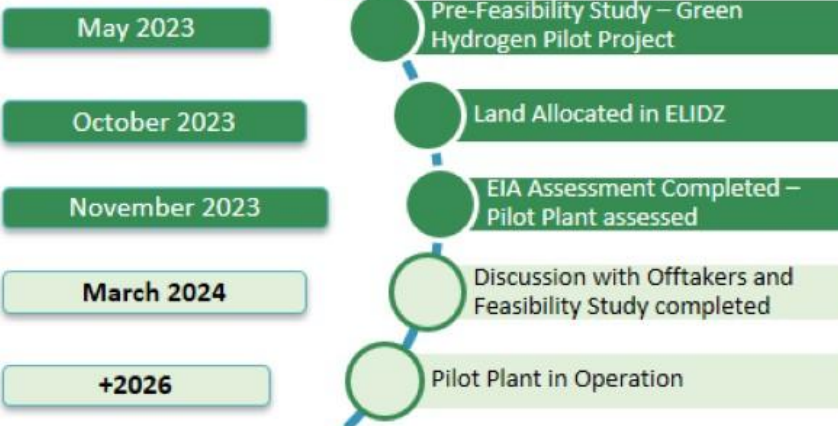 May 2023
Pre-Feasibility Study – Green
Hydrogen Pilot Project
October 2023
Land Allocated in ELIDZ
November 2023
EIA Assessment Completed –
Pilot Plant assessed
March 2024
Discussion with Offtakers and
Feasibility Study completed
+2026
Pilot Plant in Operation